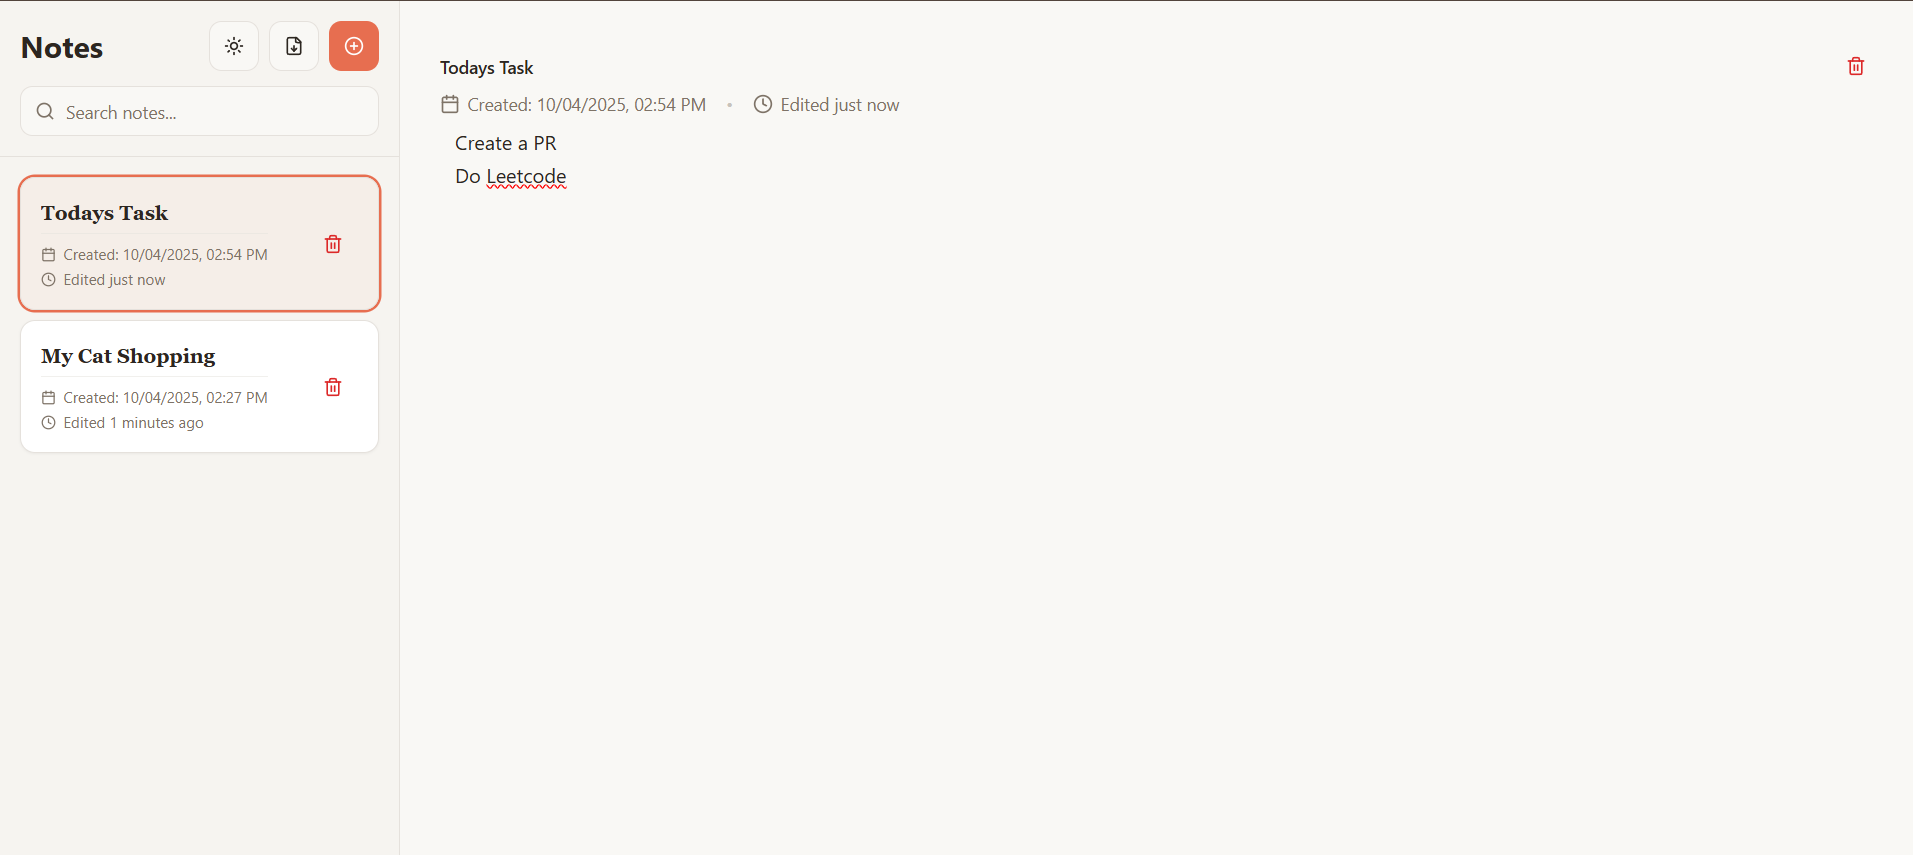 Notes
Search notes...
Todays Task
Created: 10/04/2025, 02:54 PM
Edited just now
My Cat Shopping
Created: 10/04/2025, 02:27 PM
Edited 1 minutes ago
Todays Task
Created: 10/04/2025, 02:54 PM • Edited just now
Create a PR
Do Leetcode